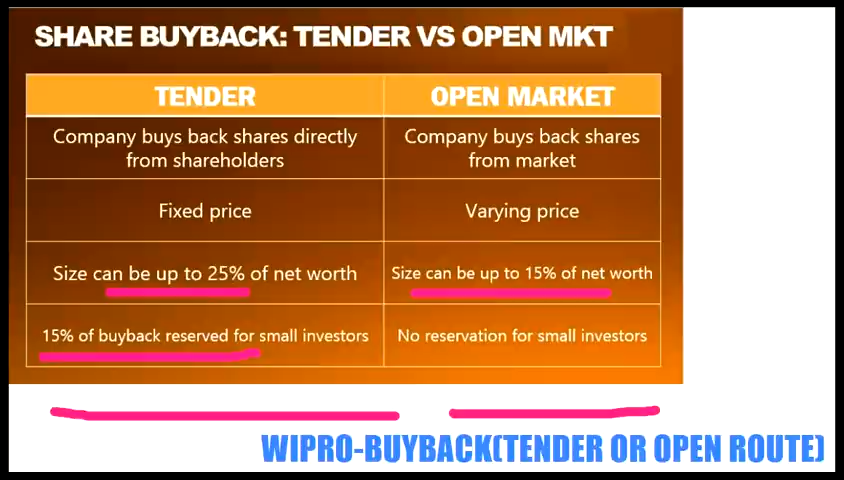 SHARE BUYBACK: TENDER VS OPEN MKT
TENDER
OPEN MARKET
Company buys back shares directly
from shareholders
Company buys back shares
from market
Fixed price
Varying price
Size can be up to 25% of net worth
Size can be up to 15% of net worth
15% of buyback reserved for small investors
No reservation for small investors
WIPRO-BUYBACK(TENDER OR OPEN ROUTE)